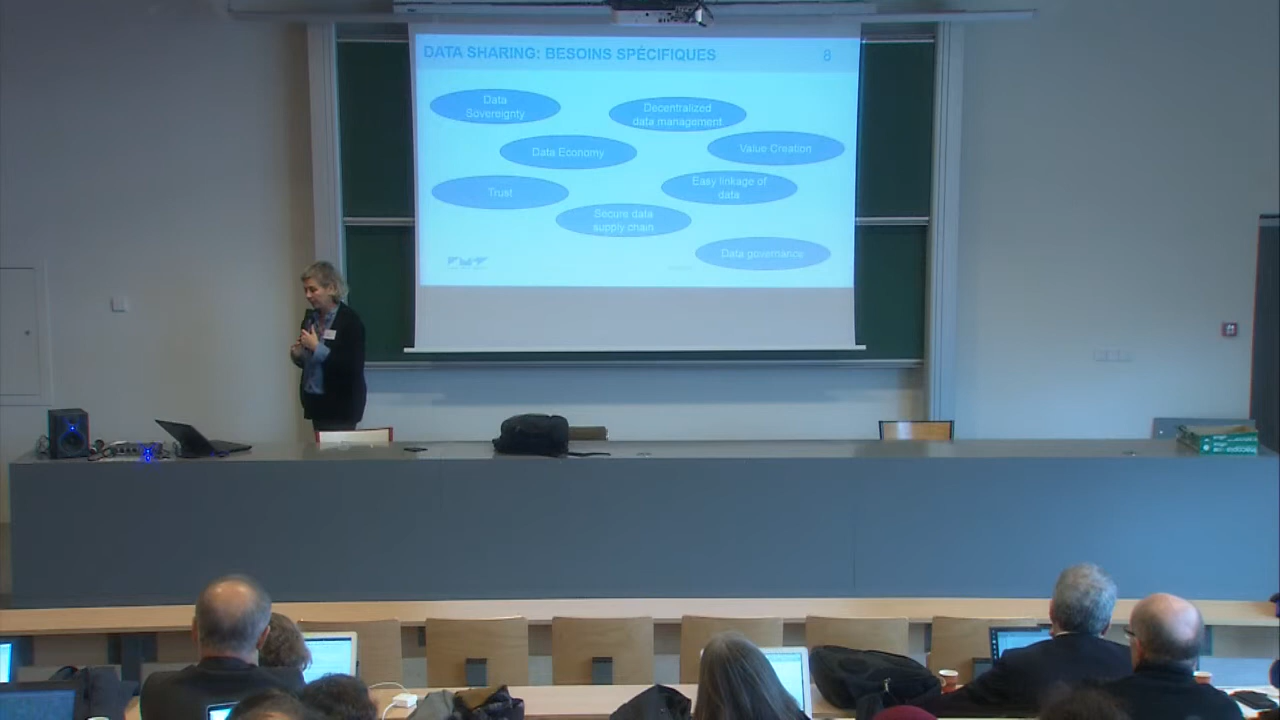 DATA SHARING: BESOINS SPÉCIFIQUES
8
Data
Sovereignty
Decentralized
data management
Data Economy
Value Creation
Trust
Easy linkage of
data
Secure data
supply chain
Data governance